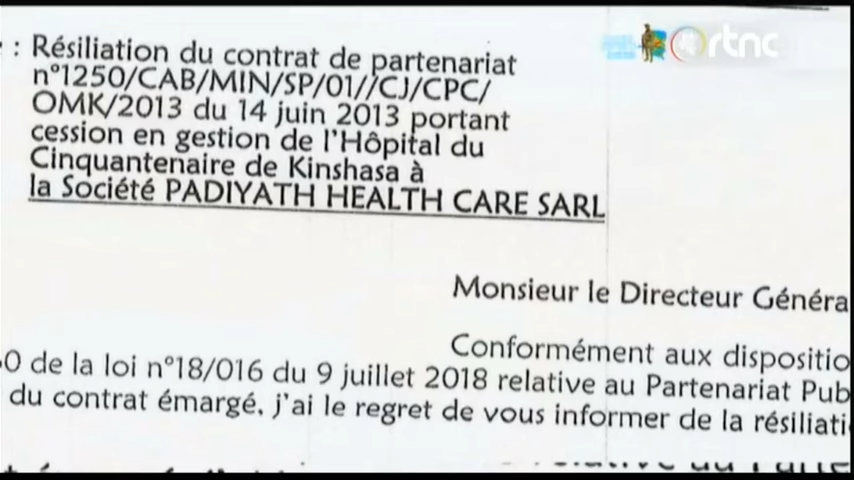 rtnc
: Résiliation du contrat de partenariat
n°1250/CAB/MIN/SP/01//CJ/CPC/
OMK/2013 du 14 juin 2013 portant
cession en gestion de l'Hôpital du
Cinquantenaire de Kinshasa à
la Société PADIYATH HEALTH CARE SARL
Monsieur le Directeur Généra
Conformément aux dispositio
0 de la loi n°18/016 du 9 juillet 2018 relative au Partenariat Pub
du contrat émargé, j'ai le regret de vous informer de la résiliati